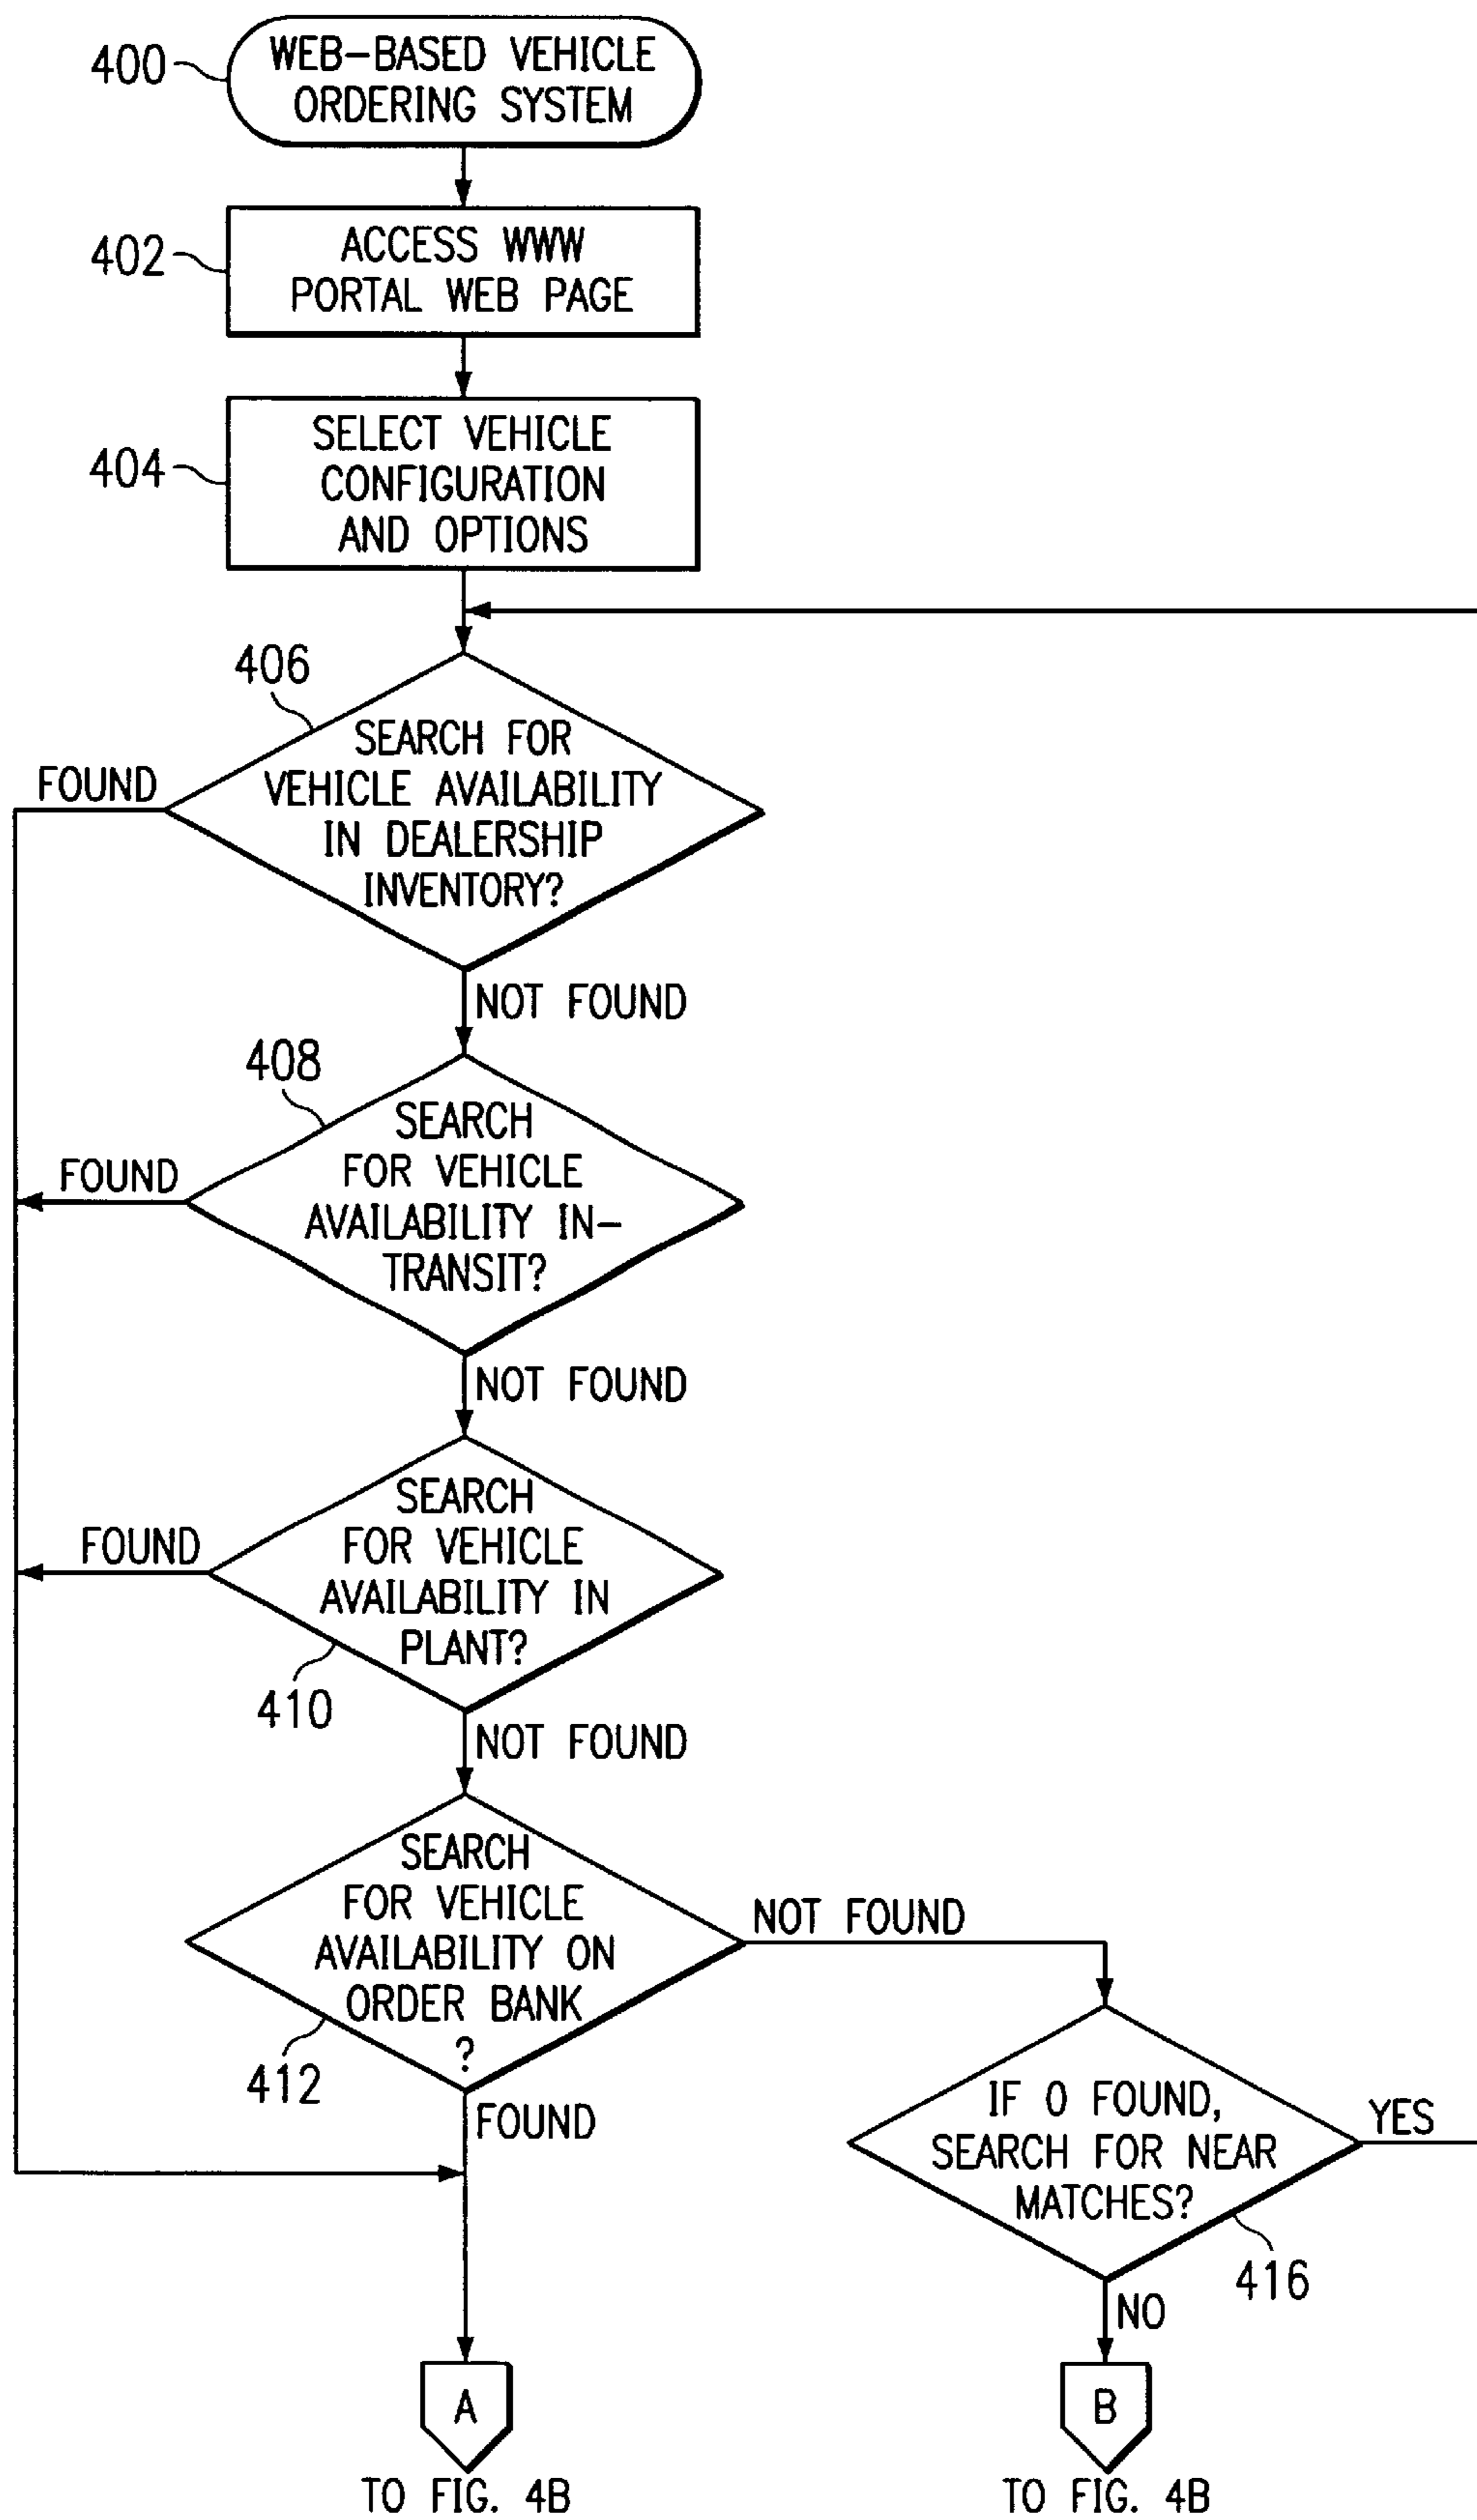 400
WEB-BASED VEHICLE
ORDERING SYSTEM
402
ACCESS WWW
PORTAL WEB PAGE
404
SELECT VEHICLE
CONFIGURATION
AND OPTIONS
406
SEARCH FOR
VEHICLE AVAILABILITY
IN DEALERSHIP
INVENTORY?
FOUND
NOT FOUND
408
SEARCH
FOR VEHICLE
AVAILABILITY IN-
TRANSIT?
FOUND
NOT FOUND
SEARCH
FOR VEHICLE
AVAILABILITY IN
PLANT?
FOUND
410
NOT FOUND
SEARCH
FOR VEHICLE
AVAILABILITY ON
ORDER BANK
?
412
NOT FOUND
FOUND
IF 0 FOUND,
SEARCH FOR NEAR
MATCHES?
YES
416
NO
A
TO FIG. 4B
B
TO FIG. 4B